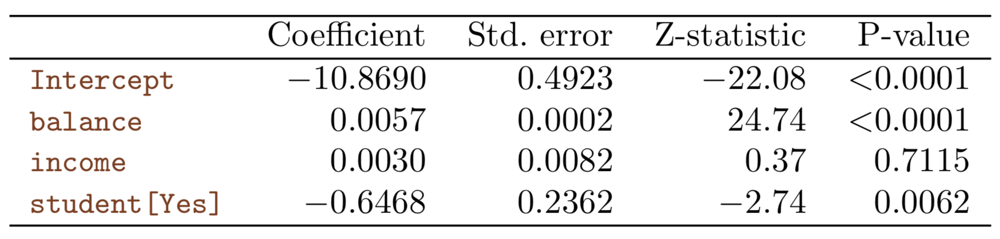 Coefficient Std. error Z-statistic P-value
Intercept −10.8690 0.4923 −22.08 <0.0001
balance 0.0057 0.0002 24.74 <0.0001
income 0.0030 0.0082 0.37 0.7115
student[Yes] −0.6468 0.2362 −2.74 0.0062